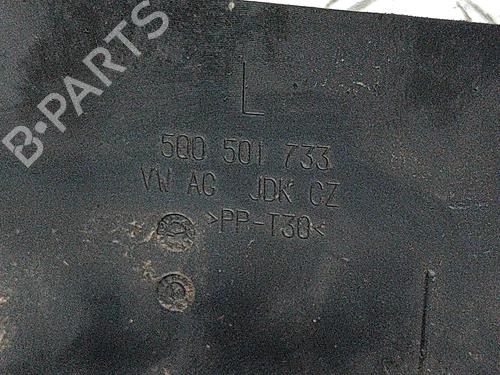 B-PARTS
L
5Q0 501 733
VW AG JDK CZ
>PP-T30<